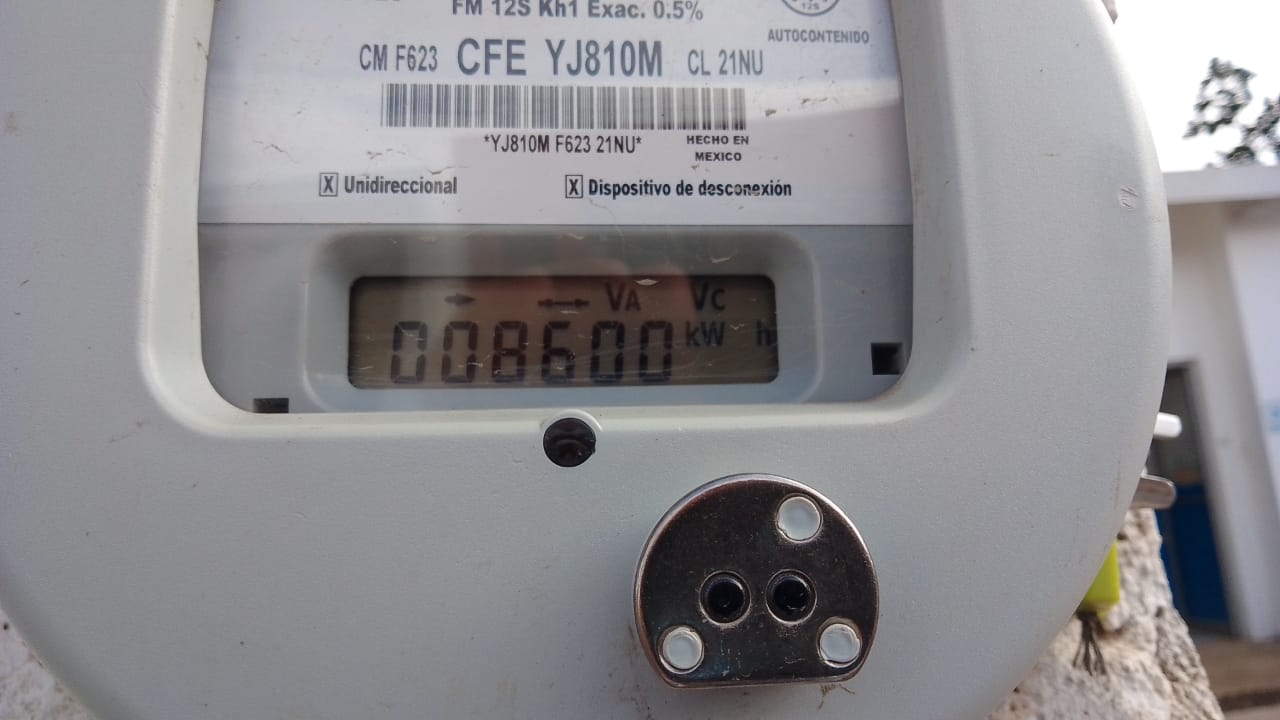 FM 12S Kh1 Exac. 0.5%
12S
AUTOCONTENIDO
CM F623 CFE YJ810M CL 21NU
*YJ810M F623 21NU*
HECHO EN
MEXICO
X Unidireccional
X Dispositivo de desconexión
VA VC
008600 kW h